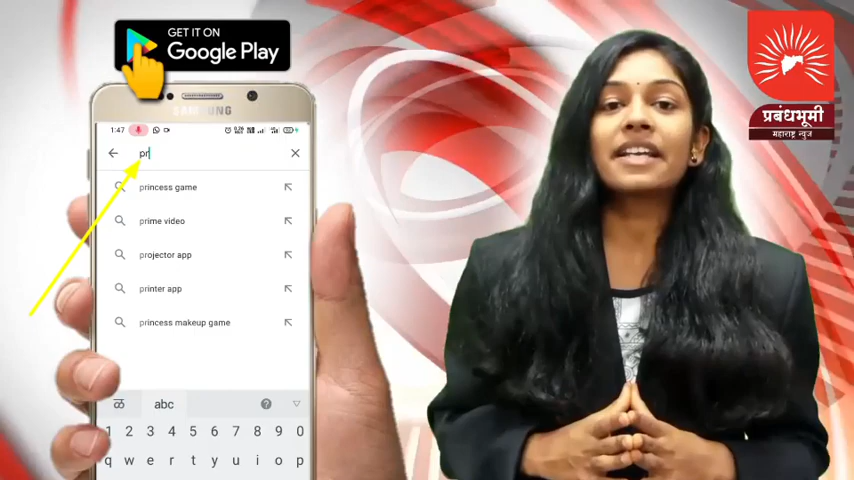 GET IT ON
Google Play
SAMSUNG
1:47
pr
princess game
prime video
projector app
printer app
princess makeup game
abc
1 2 3 4 5 6 7 8 9 0
q w e r t y u i o p
प्रबंधभूमी
महाराष्ट्र न्युज